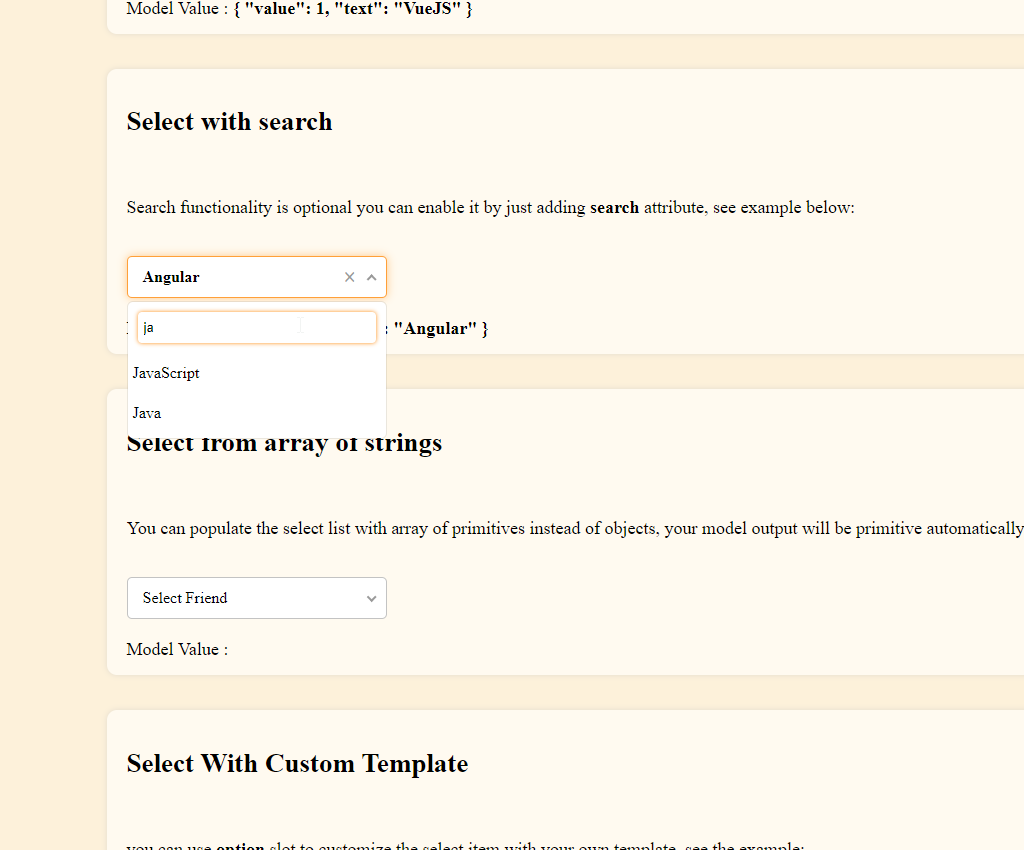 Model Value : { "value": 1, "text": "VueJS" }
Select with search
Search functionality is optional you can enable it by just adding search attribute, see example below:
Angular
: "Angular" }
ja
JavaScript
Java
Select from array of strings
You can populate the select list with array of primitives instead of objects, your model output will be primitive automatically
Select Friend
Model Value :
Select With Custom Template
you can use option slot to customize the select item with your own template, see the example: